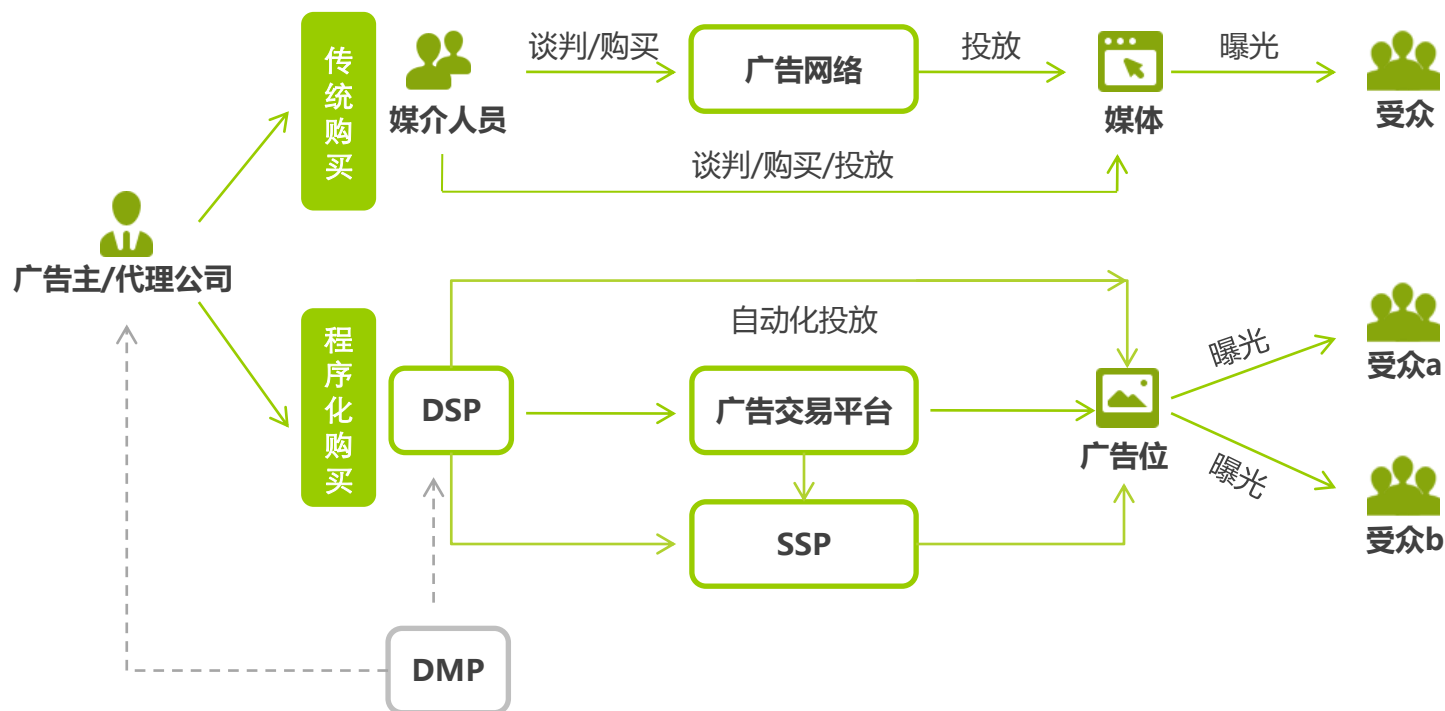 传统购买
谈判/购买
广告网络
投放
曝光
媒介人员
媒体
受众
谈判/购买/投放
广告主/代理公司
程序化购买
自动化投放
DSP
广告交易平台
广告位
曝光
受众a
曝光
受众b
SSP
DMP